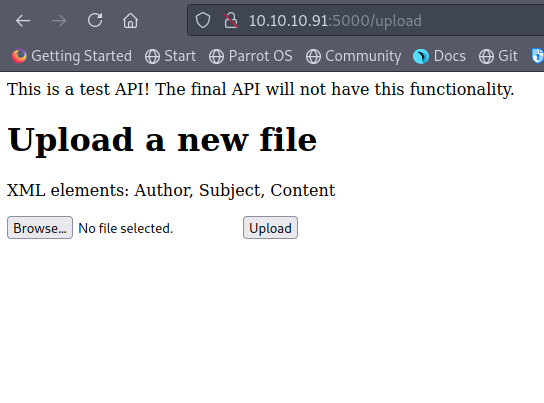 10.10.10.91:5000/upload
Getting Started Start Parrot OS Community Docs Git
This is a test API! The final API will not have this functionality.
Upload a new file
XML elements: Author, Subject, Content
Browse... No file selected. Upload